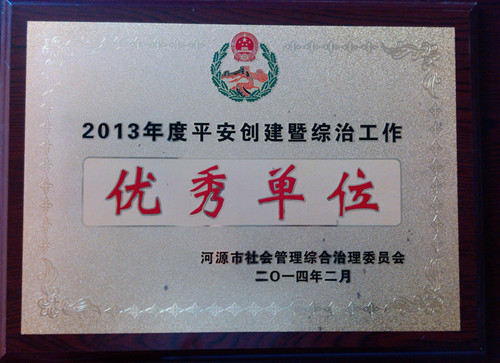 2013年度平安创建暨综治工作
优秀单位
河源市社会管理综合治理委员会
二〇一四年二月